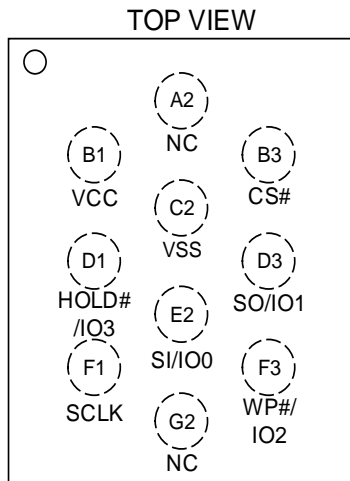 TOP VIEW
A2
NC
B1
VCC
B3
CS#
C2
VSS
D1
HOLD#
/IO3
D3
SO/IO1
E2
SI/IO0
F1
SCLK
F3
WP#/
IO2
G2
NC